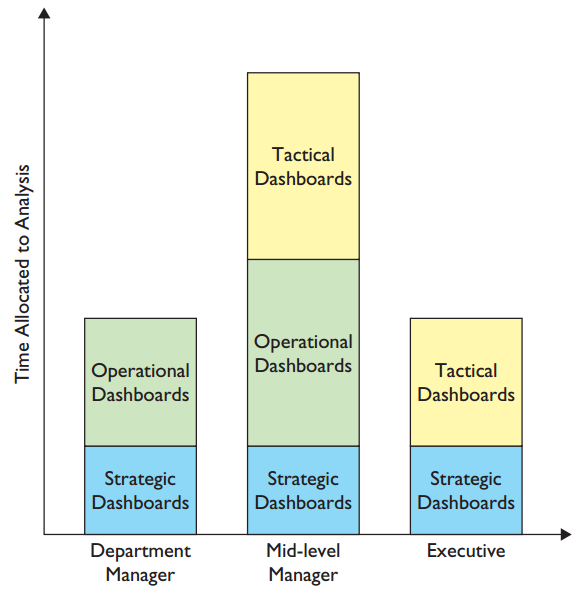 Time Allocated to Analysis
Tactical
Dashboards
Operational
Dashboards
Operational
Dashboards
Tactical
Dashboards
Strategic
Dashboards
Strategic
Dashboards
Strategic
Dashboards
Department
Manager
Mid-level
Manager
Executive